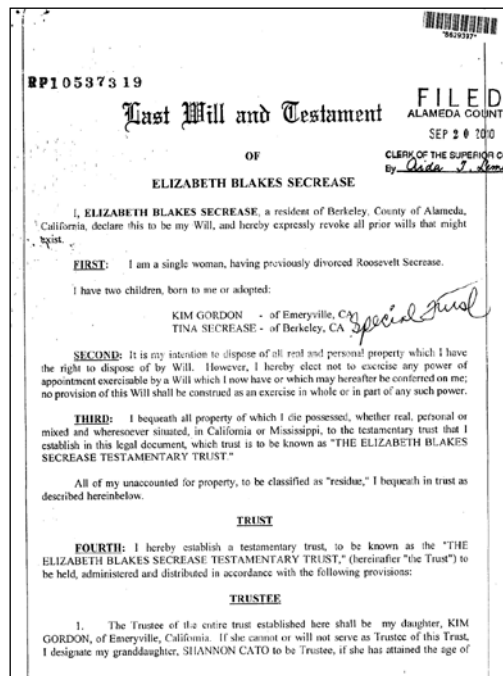 "8629397"
RP10537319
FILED
ALAMEDA COUNT
SEP 20 2010
CLERK OF THE SUPERIOR C
By Aida
Last Will and Testament
OF
ELIZABETH BLAKES SECREASE
I, ELIZABETH BLAKES SECREASE, a resident of Berkeley, County of Alameda,
California, declare this to be my Will, and hereby expressly revoke all prior wills that might
exist.
FIRST: I am a single woman, having previously divorced Roosevelt Secrease.
I have two children, born to me or adopted:
KIM GORDON - of Emeryville, CA
TINA SECREASE - of Berkeley, CA Special Trust
SECOND: It is my intention to dispose of all real and personal property which I have
the right to dispose of by Will. However, I hereby elect not to exercise any power of
appointment exercisable by a Will which I now have or which may hereafter be conferred on me;
no provision of this Will shall be construed as an exercise in whole or in part of any such power.
THIRD: I bequeath all property of which I die possessed, whether real, personal or
mixed and wheresoever situated, in California or Mississippi, to the testamentary trust that I
establish in this legal document, which trust is to be known as "THE ELIZABETH BLAKES
SECREASE TESTAMENTARY TRUST."
All of my unaccounted for property, to be classified as "residue," I bequeath in trust as
described hereinbelow.
TRUST
FOURTH: I hereby establish a testamentary trust, to be known as the "THE
ELIZABETH BLAKES SECREASE TESTAMENTARY TRUST," (hereinafter "the Trust") to
be held, administered and distributed in accordance with the following provisions:
TRUSTEE
1. The Trustee of the entire trust established here shall be my daughter, KIM
GORDON, of Emeryville, California. If she cannot or will not serve as Trustee of this Trust,
I designate my granddaughter, SHANNON CATO to be Trustee, if she has attained the age of